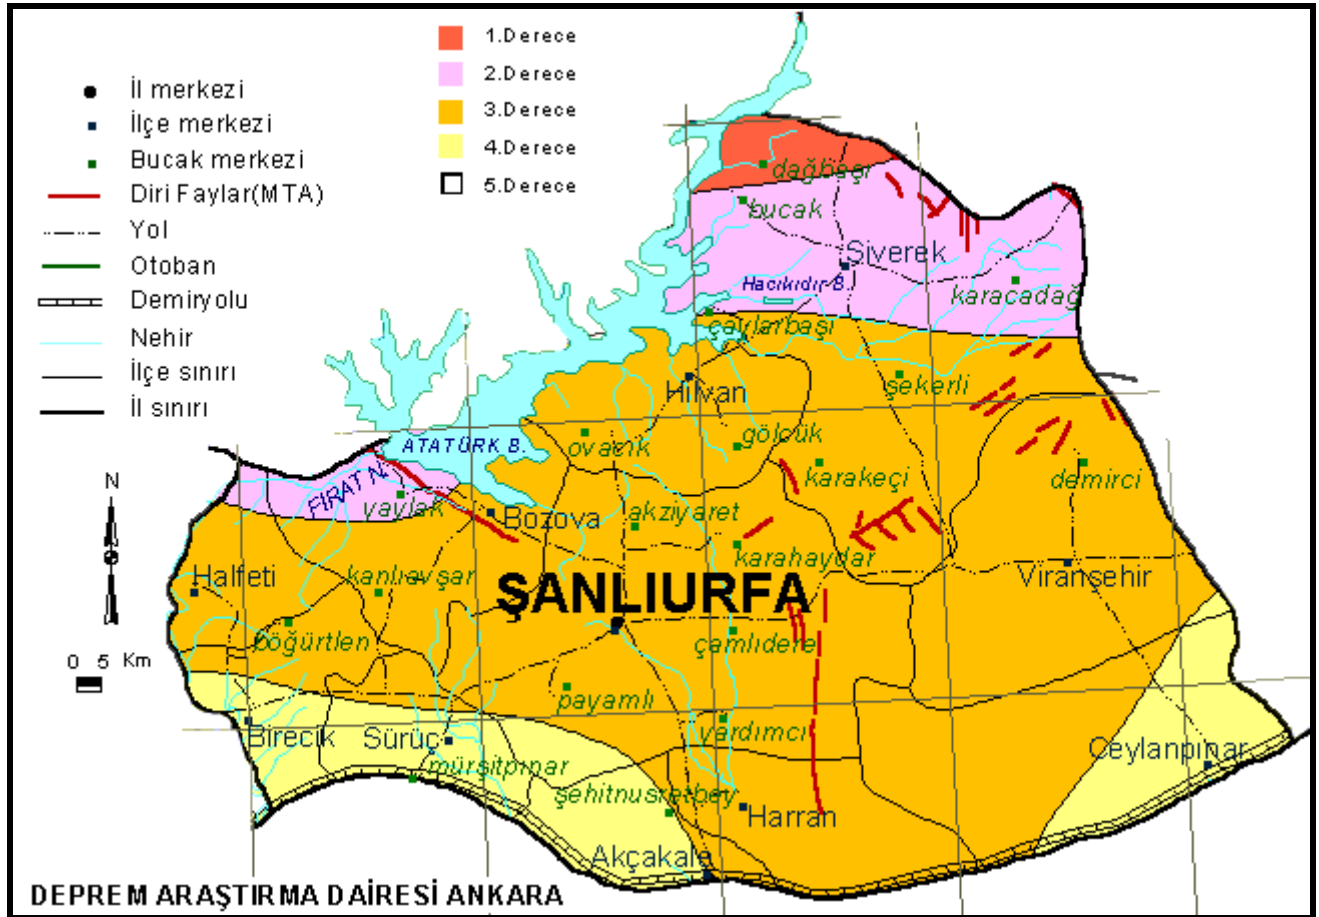 1.Derece
2.Derece
3.Derece
4.Derece
5.Derece
İl merkezi
İlçe merkezi
Bucak merkezi
Diri Faylar(MTA)
Yol
Otoban
Demiryolu
Nehir
İlçe sınırı
İl sınırı
N
0 5 Km
dağbaşı
bucak
Siverek
Hacıkıdır B.
karacadağ
çaylarbaşı
Hilvan
şekerli
ATATÜRK B.
ovacık
gölcük
karakeçi
demirci
FIRAT N.
yaylak
Bozova
akziyaret
karahaydar
Halfeti
kanlıavşar
ŞANLIURFA
Viranşehir
böğürtlen
çamlıdere
payamlı
yardımcı
Birecik
Süruç
Ceylanpınar
mürşitpınar
şehitnusretbey
Harran
Akçakale
DEPREM ARAŞTIRMA DAİRESİ ANKARA